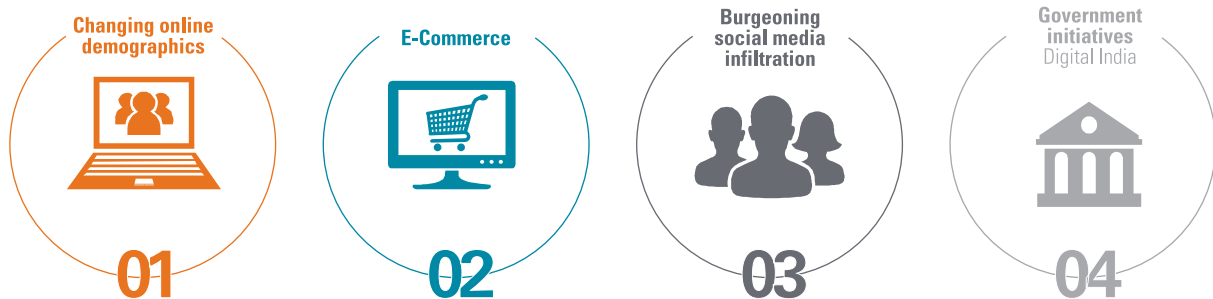 Changing online
demographics
01
E-Commerce
02
Burgeoning
social media
infiltration
03
Government
initiatives
Digital India
04